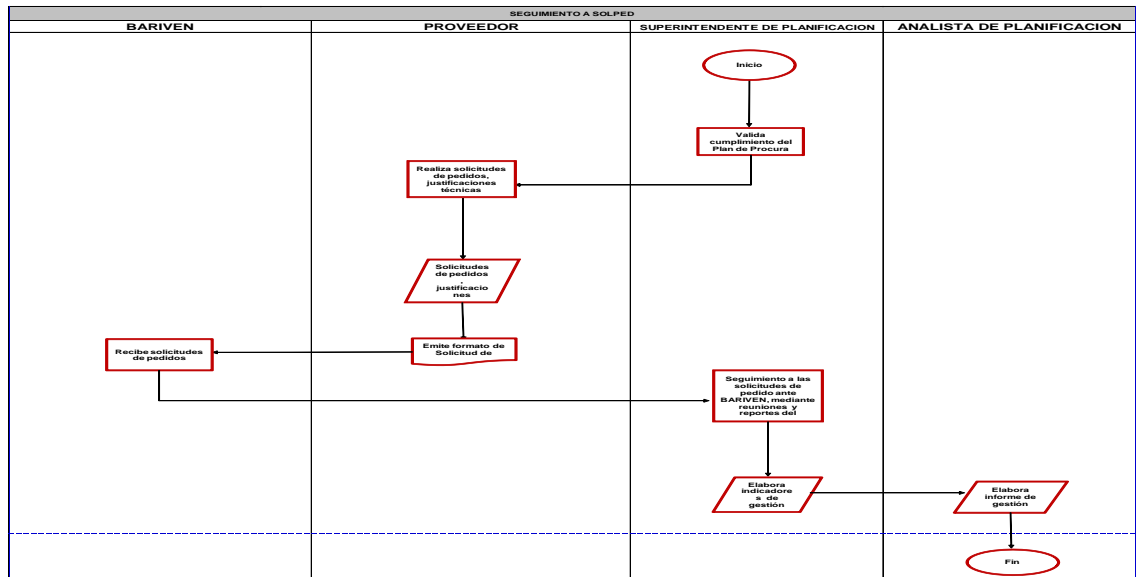 SEGUIMIENTO A SOLPED
BARIVEN
PROVEEDOR
SUPERINTENDENTE DE PLANIFICACION
ANALISTA DE PLANIFICACION
Inicio
Valida
cumplimiento del
Plan de Procura
Realiza solicitudes
de pedidos,
justificaciones
técnicas
Solicitudes
de pedidos
,
justificacio
nes
Emite formato de
Solicitud de
Recibe solicitudes
de pedidos
Seguimiento a las
solicitudes de
pedido ante
BARIVEN, mediante
reuniones y
reportes del
Elabora
indicadore
s de
gestión
Elabora
informe de
gestión
Fin